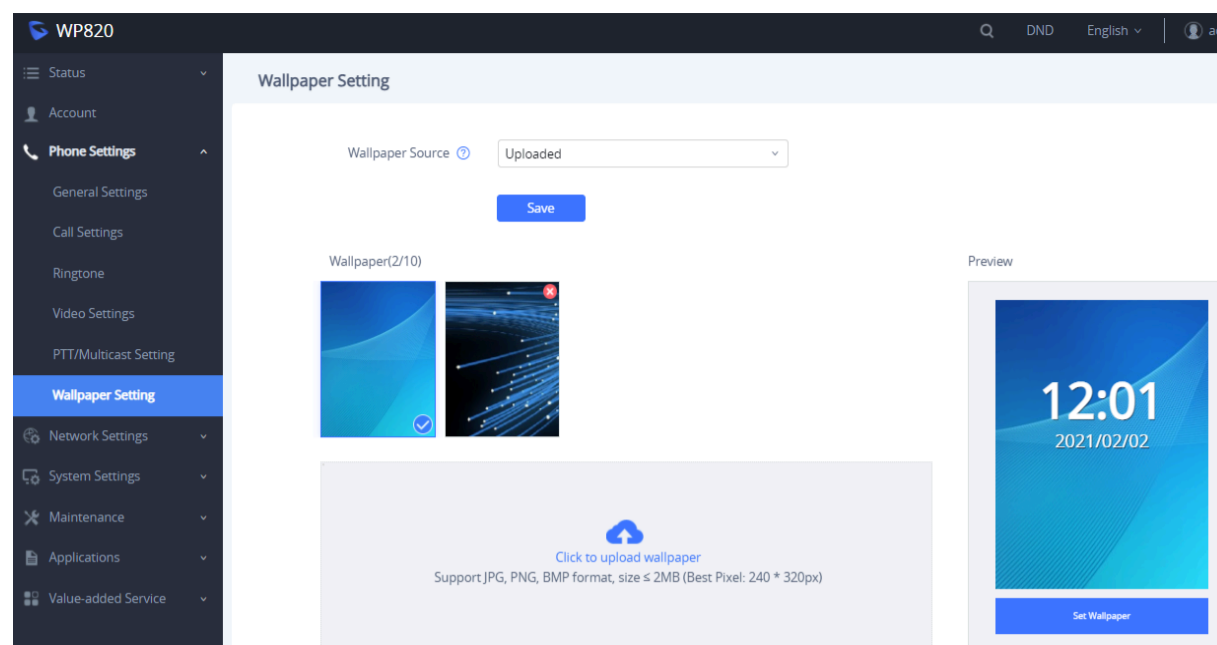 WP820
DND
English
Status
Account
Phone Settings
General Settings
Call Settings
Ringtone
Video Settings
PTT/Multicast Setting
Wallpaper Setting
Network Settings
System Settings
Maintenance
Applications
Value-added Service
Wallpaper Setting
Wallpaper Source ?
Uploaded
Save
Wallpaper(2/10)
Click to upload wallpaper
Support JPG, PNG, BMP format, size ≤ 2MB (Best Pixel: 240 * 320px)
Preview
12:01
2021/02/02
Set Wallpaper